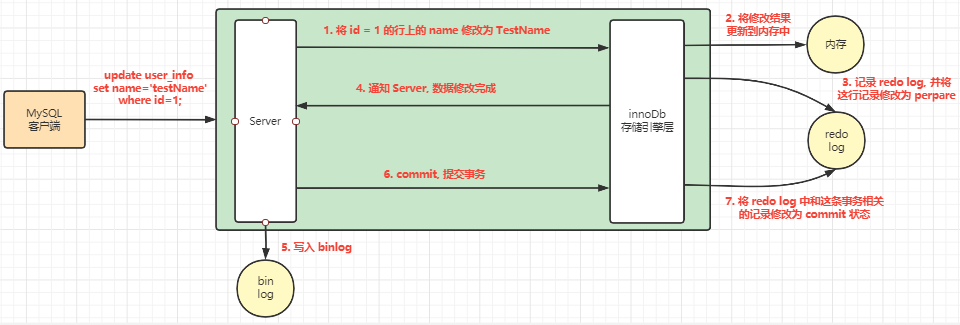 MySQL
客户端
update user_info
set name='testName'
where id=1;
Server
1. 将 id = 1 的行上的 name 修改为 TestName
4. 通知 Server, 数据修改完成
6. commit, 提交事务
5. 写入 binlog
bin
log
innoDb
存储引擎层
2. 将修改结果
更新到内存中
内存
3. 记录 redo log, 并将
这行记录修改为 perpare
redo
log
7. 将 redo log 中和这条事务相关
的记录修改为 commit 状态